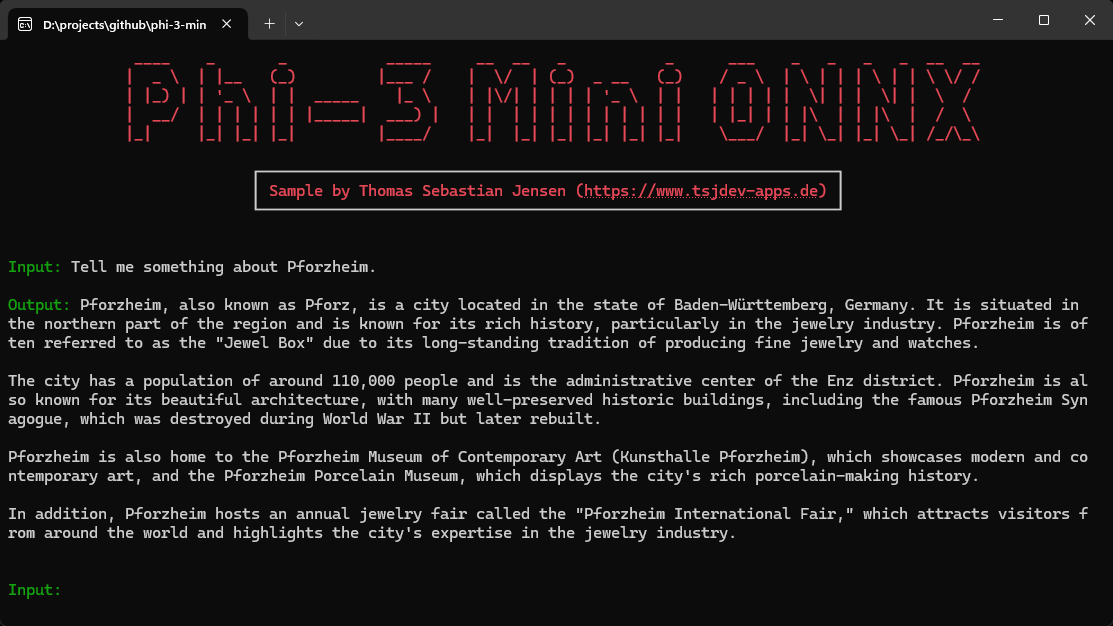 D:\projects\github\phi-3-min
Phi-3 Mini ONNX
Sample by Thomas Sebastian Jensen (https://www.tsjdev-apps.de)
Input: Tell me something about Pforzheim.
Output: Pforzheim, also known as Pforz, is a city located in the state of Baden-Württemberg, Germany. It is situated in
the northern part of the region and is known for its rich history, particularly in the jewelry industry. Pforzheim is of
ten referred to as the "Jewel Box" due to its long-standing tradition of producing fine jewelry and watches.
The city has a population of around 110,000 people and is the administrative center of the Enz district. Pforzheim is al
so known for its beautiful architecture, with many well-preserved historic buildings, including the famous Pforzheim Syn
agogue, which was destroyed during World War II but later rebuilt.
Pforzheim is also home to the Pforzheim Museum of Contemporary Art (Kunsthalle Pforzheim), which showcases modern and co
ntemporary art, and the Pforzheim Porcelain Museum, which displays the city's rich porcelain-making history.
In addition, Pforzheim hosts an annual jewelry fair called the "Pforzheim International Fair," which attracts visitors f
rom around the world and highlights the city's expertise in the jewelry industry.
Input: